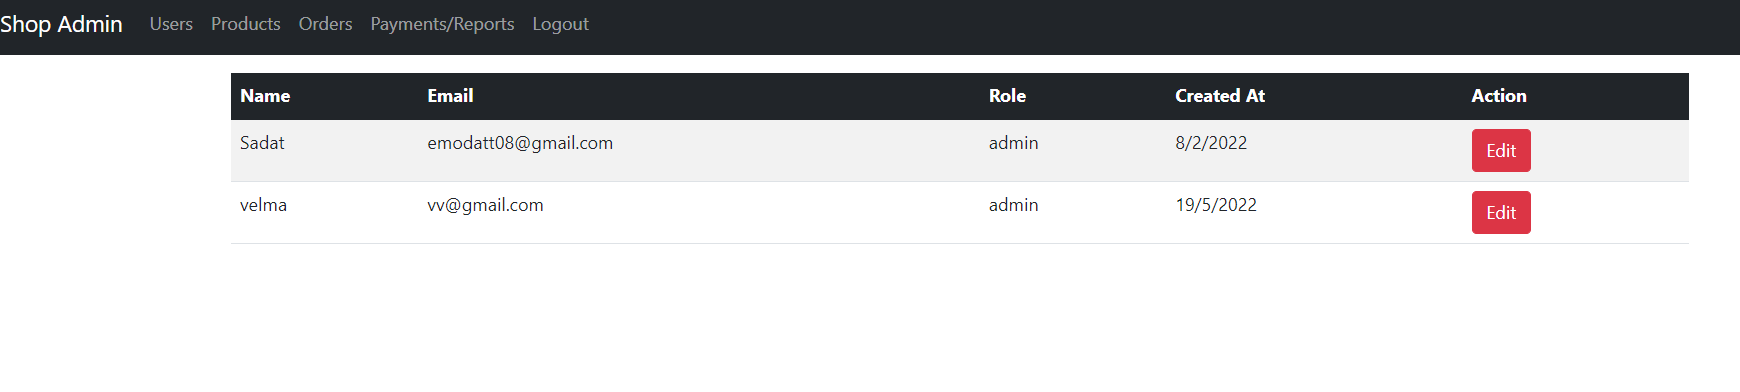 Shop Admin Users Products Orders Payments/Reports Logout
Name Email Role Created At Action
Sadat emodatt08@gmail.com admin 8/2/2022 Edit
velma vv@gmail.com admin 19/5/2022 Edit